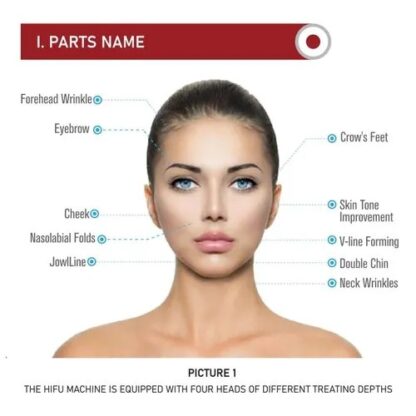 I. PARTS NAME
Forehead Wrinkle
Eyebrow
Crow's Feet
Cheek
Skin Tone
Improvement
Nasolabial Folds
V-line Forming
JowlLine
Double Chin
Neck Wrinkles
PICTURE 1
THE HIFU MACHINE IS EQUIPPED WITH FOUR HEADS OF DIFFERENT TREATING DEPTHS